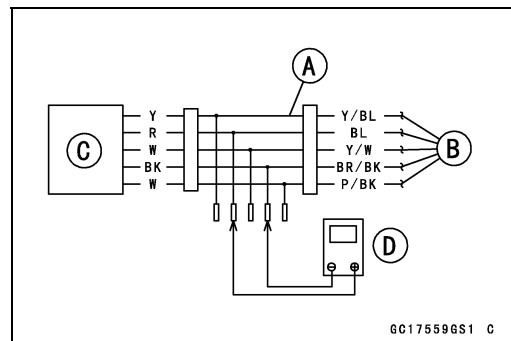 A
Y Y/BL
R BL
C W Y/W B
BK BR/BK
W P/BK
D
GC17559GS1 C